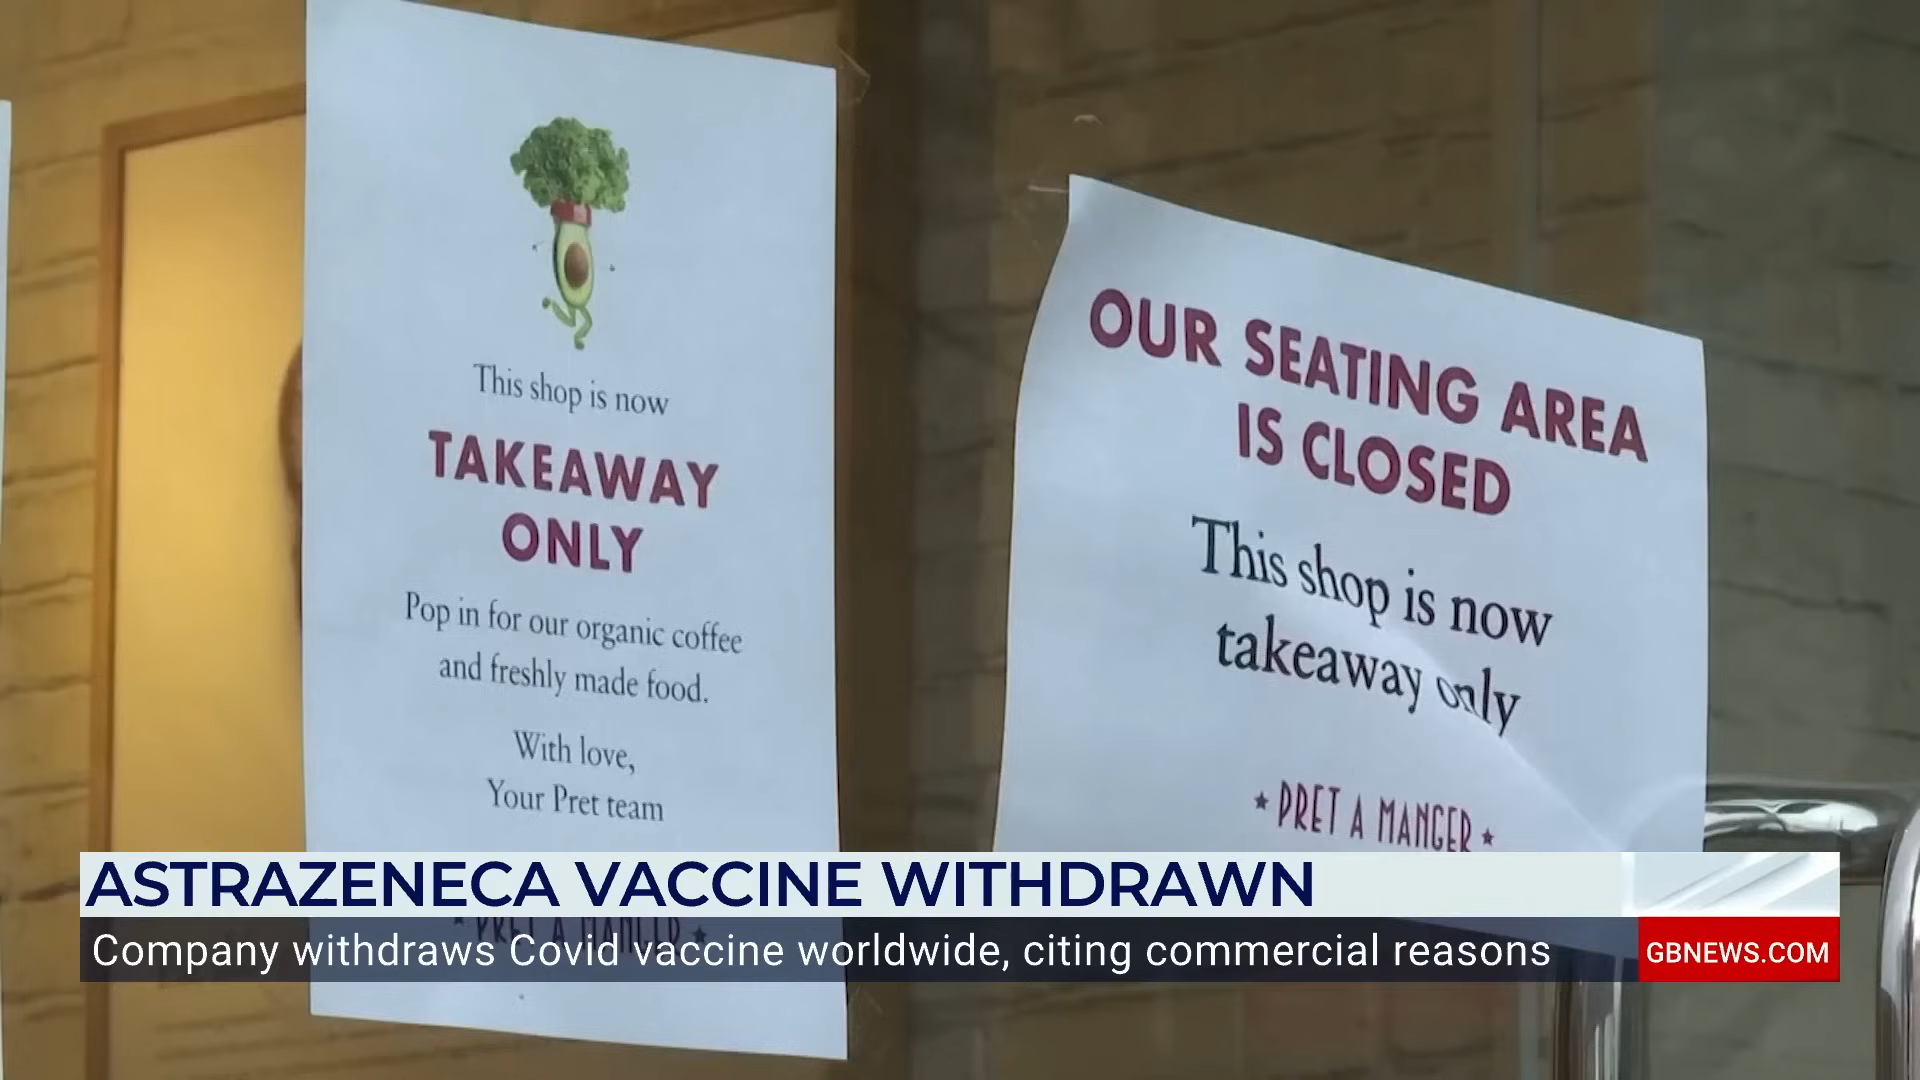 This shop is now
TAKEAWAY
ONLY
Pop in for our organic coffee
and freshly made food.
With love,
Your Pret team
★ PRET A MANGER ★
OUR SEATING AREA
IS CLOSED
This shop is now
takeaway only
★ PRET A MANGER ★
ASTRAZENECA VACCINE WITHDRAWN
Company withdraws Covid vaccine worldwide, citing commercial reasons
GBNEWS.COM